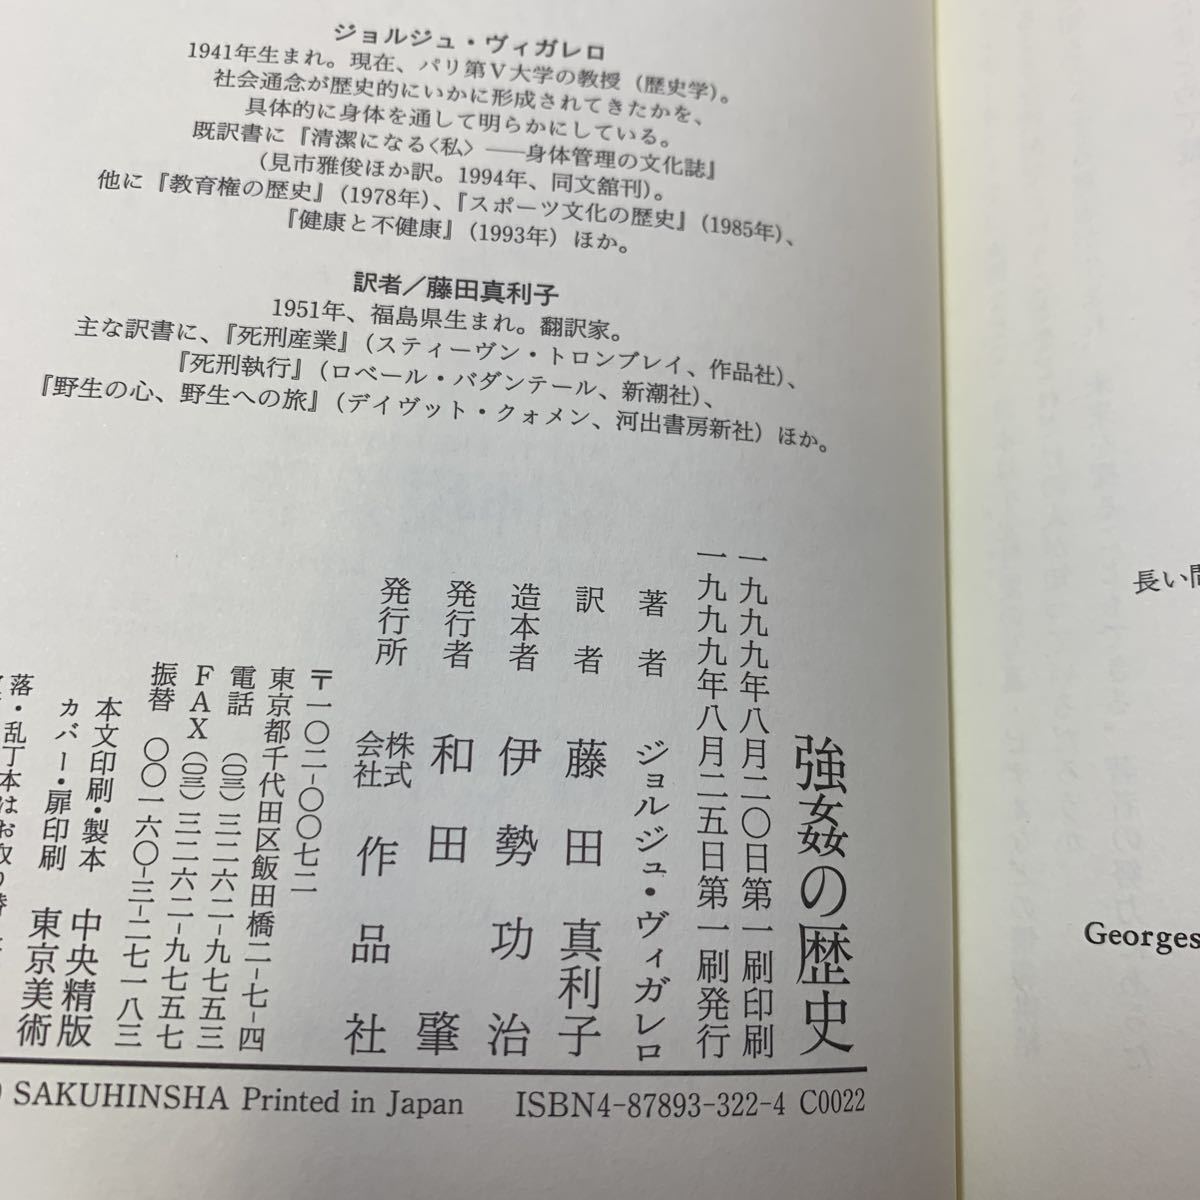 ジョルジュ・ヴィガレロ
1941年生まれ。現在、パリ第Ⅴ大学の教授（歴史学）。
社会通念が歴史的にいかに形成されてきたかを、
具体的に身体を通して明らかにしている。
既訳書に『清潔になる〈私〉――身体管理の文化誌』
（見市雅俊ほか訳。1994年、同文舘刊）。
他に『教育権の歴史』（1978年）、『スポーツ文化の歴史』（1985年）、
『健康と不健康』（1993年）ほか。
訳者／藤田真利子
1951年、福島県生まれ。翻訳家。
主な訳書に、『死刑産業』（スティーヴン・トロンブレイ、作品社）、
『死刑執行』（ロベール・バダンテール、新潮社）、
『野生の心、野生への旅』（デイヴット・クォメン、河出書房新社）ほか。
強姦の歴史
一九九九年八月二〇日第一刷印刷
一九九九年八月二五日第一刷発行
著者 ジョルジュ・ヴィガレロ
訳者 藤田真利子
造本者 伊勢功治
発行者 和田肇
発行所 株式会社 作品社
〒一〇二-〇〇七二
東京都千代田区飯田橋二-七-四
電話 （〇三）三二六二-九七五三
ＦＡＸ（〇三）三二六二-九七五七
振替 〇〇一六〇-三-二七一八三
本文印刷・製本 中央精版
カバー・扉印刷 東京美術
落・乱丁本はお取り替え
SAKUHINSHA Printed in Japan
ISBN4-87893-322-4 C0022
長い間
Georges